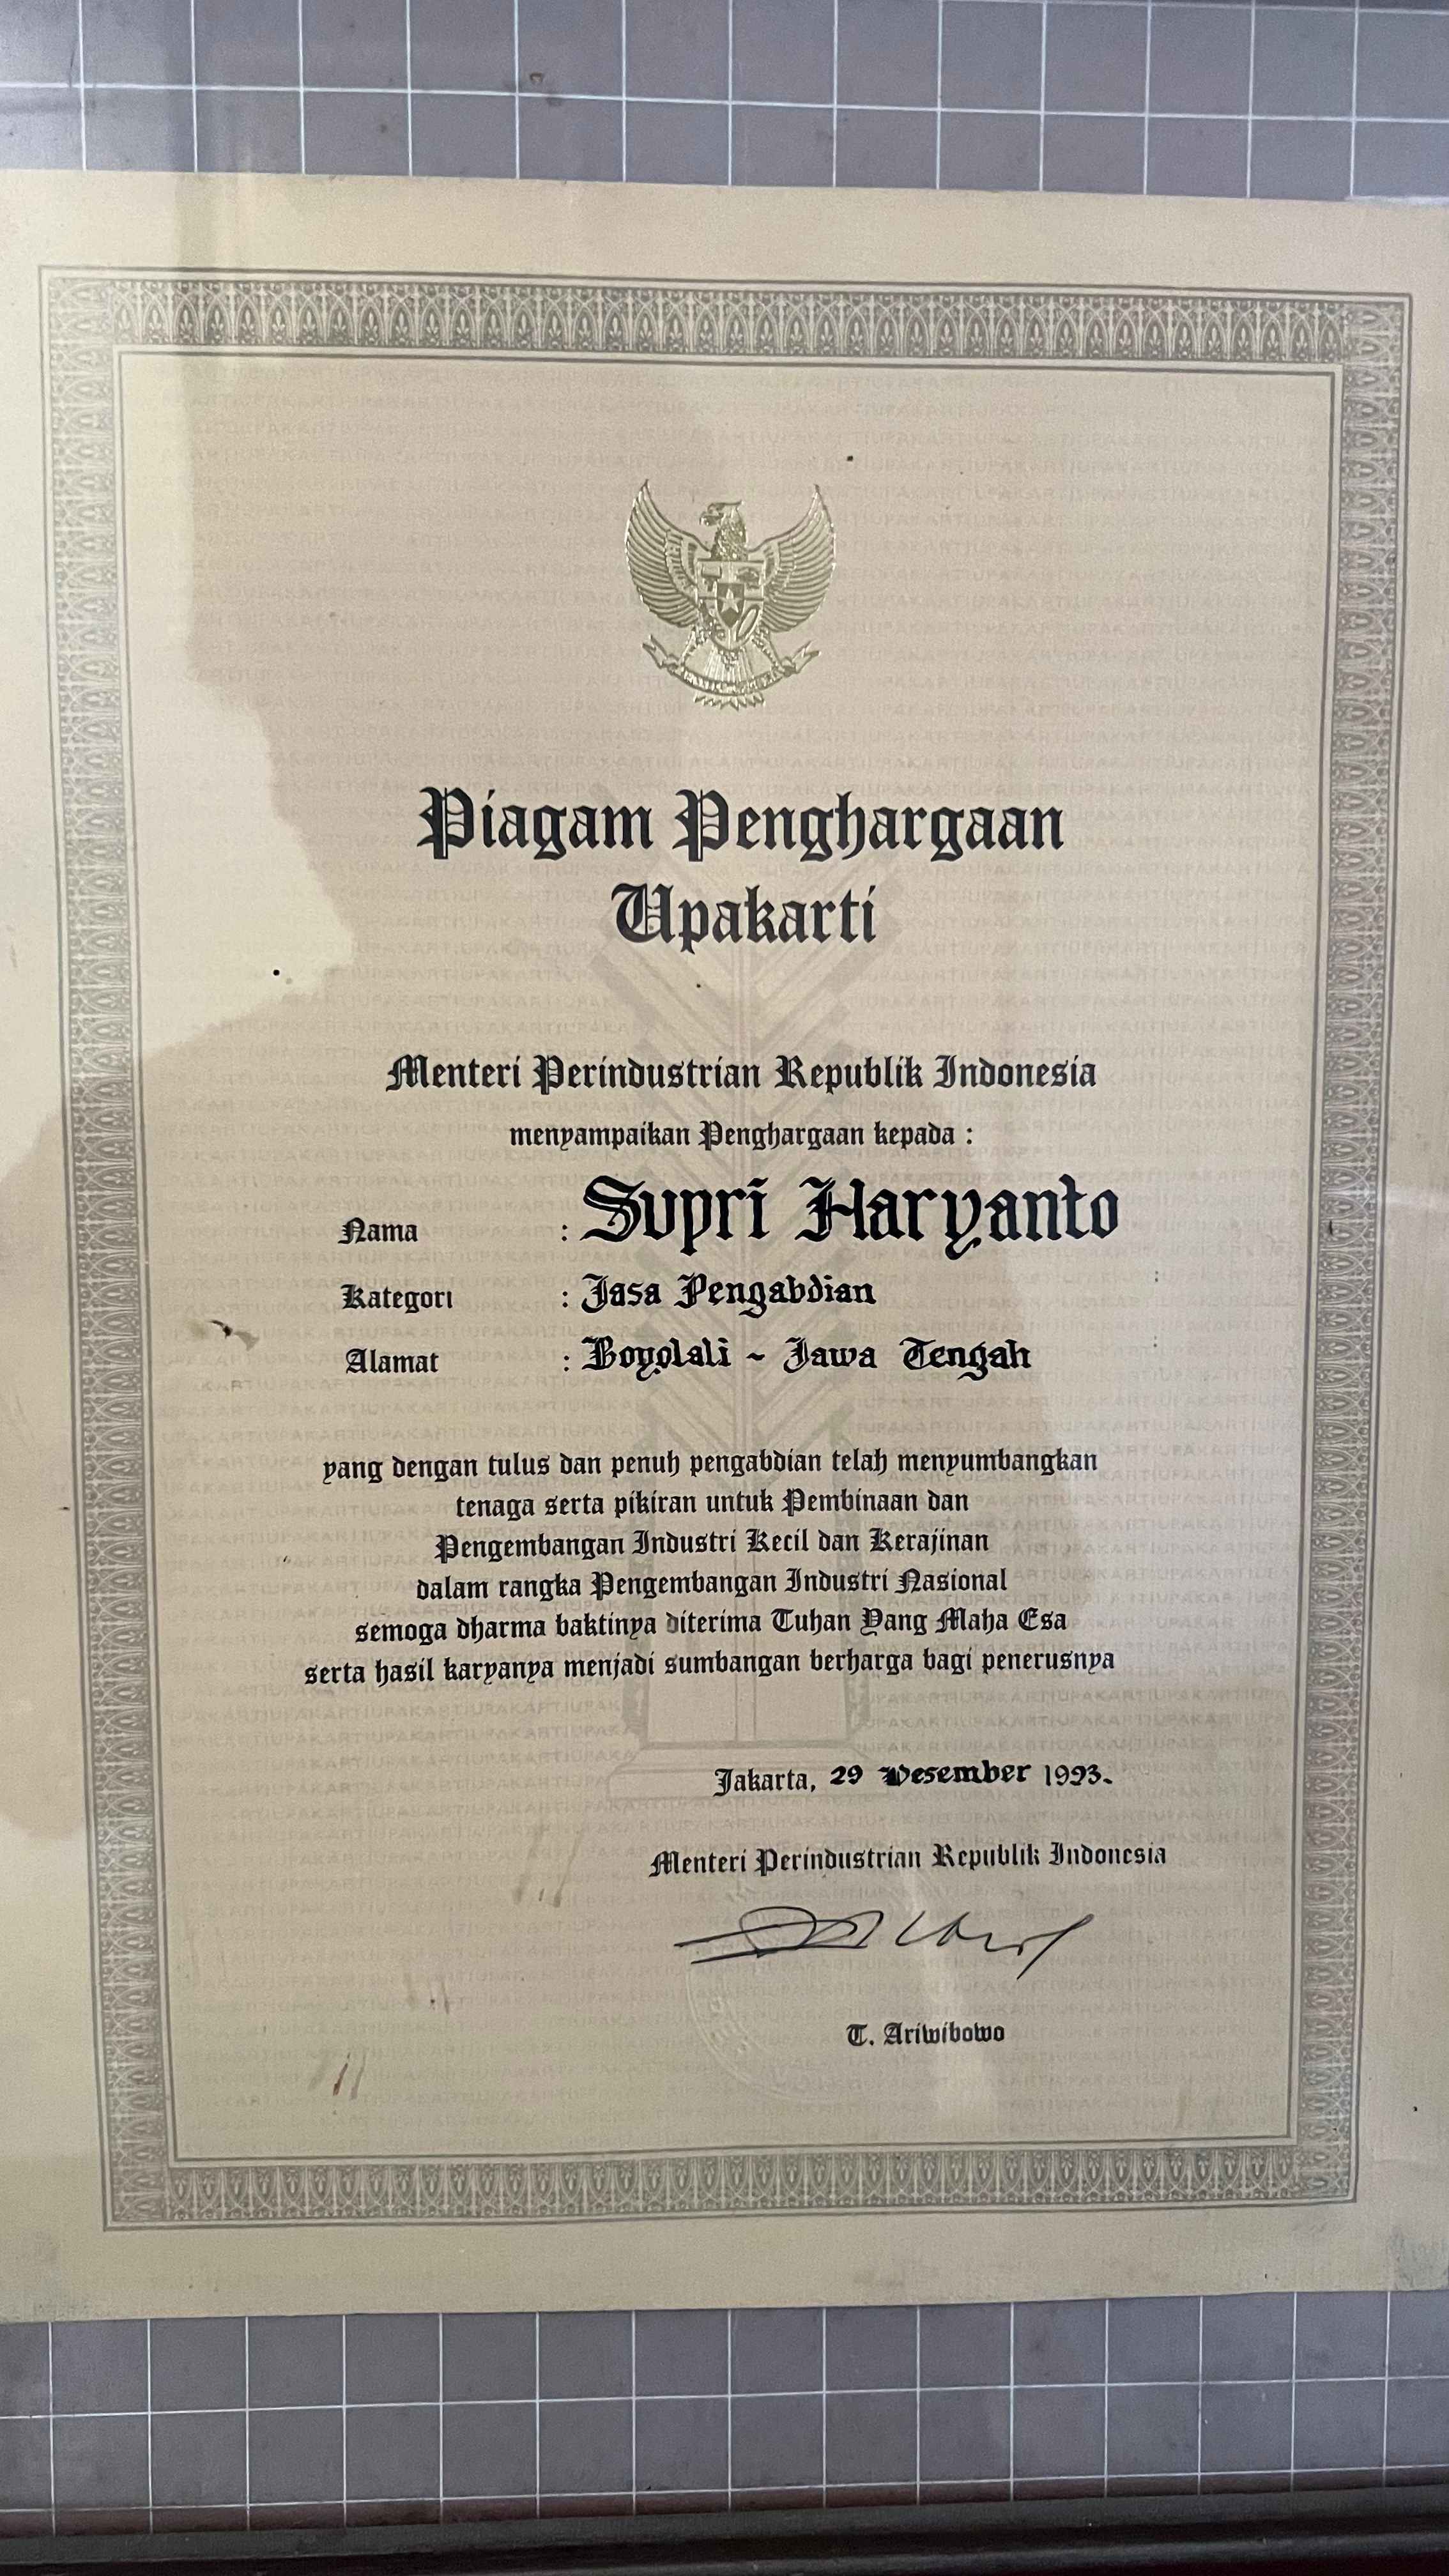 Piagam Penghargaan
Upakarti
Menteri Perindustrian Republik Indonesia
menyampaikan Penghargaan kepada :
Nama : Supri Haryanto
Kategori : Jasa Pengabdian
Alamat : Boyolali ~ Jawa Tengah
yang dengan tulus dan penuh pengabdian telah menyumbangkan
tenaga serta pikiran untuk Pembinaan dan
Pengembangan Industri Kecil dan Kerajinan
dalam rangka Pengembangan Industri Nasional
semoga dharma baktinya diterima Tuhan Yang Maha Esa
serta hasil karyanya menjadi sumbangan berharga bagi penerusnya
Jakarta, 29 Desember 1993.
Menteri Perindustrian Republik Indonesia
T. Ariwibowo